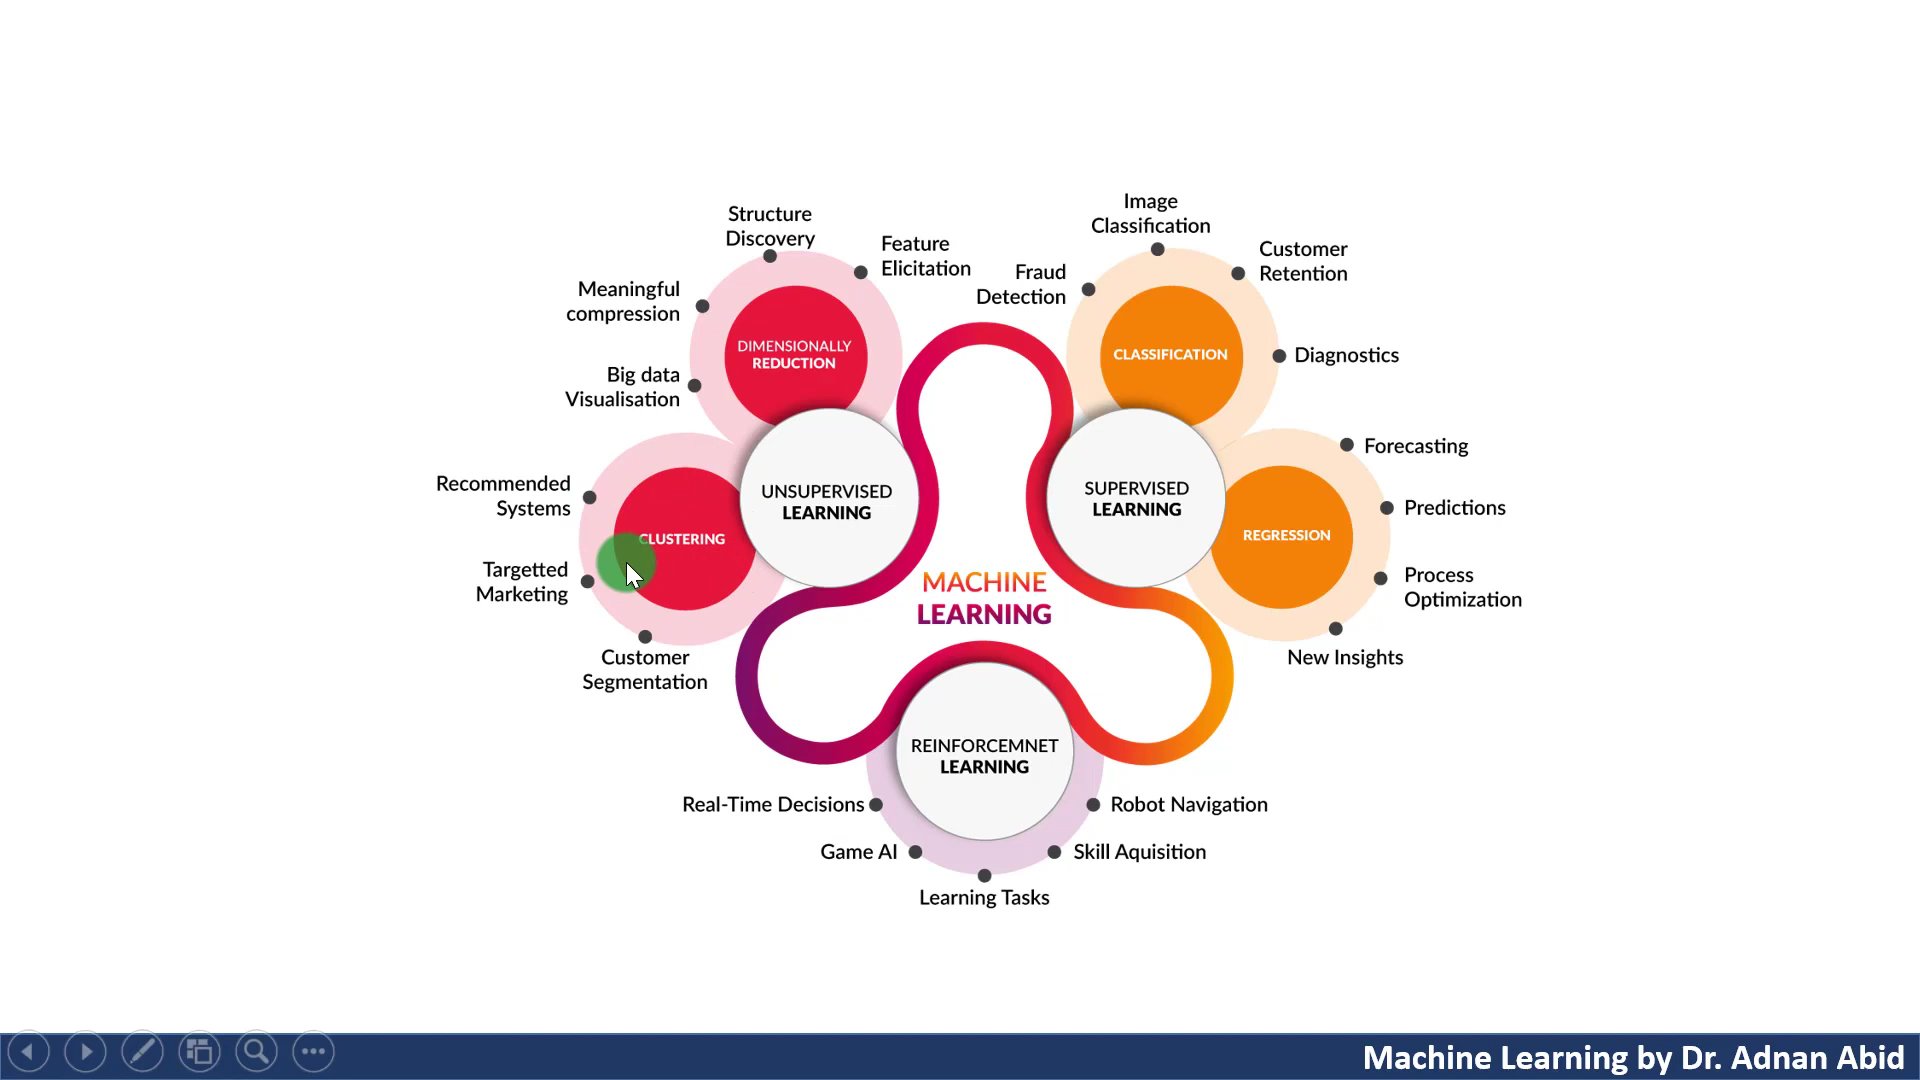 Structure
Discovery
Feature
Elicitation
Meaningful
compression
Big data
Visualisation
DIMENSIONALLY
REDUCTION
Recommended
Systems
Targetted
Marketing
Customer
Segmentation
CLUSTERING
UNSUPERVISED
LEARNING
Image
Classification
Fraud
Detection
Customer
Retention
Diagnostics
CLASSIFICATION
SUPERVISED
LEARNING
REGRESSION
Forecasting
Predictions
Process
Optimization
New Insights
MACHINE
LEARNING
REINFORCEMNET
LEARNING
Real-Time Decisions
Game AI
Learning Tasks
Skill Aquisition
Robot Navigation
Machine Learning by Dr. Adnan Abid